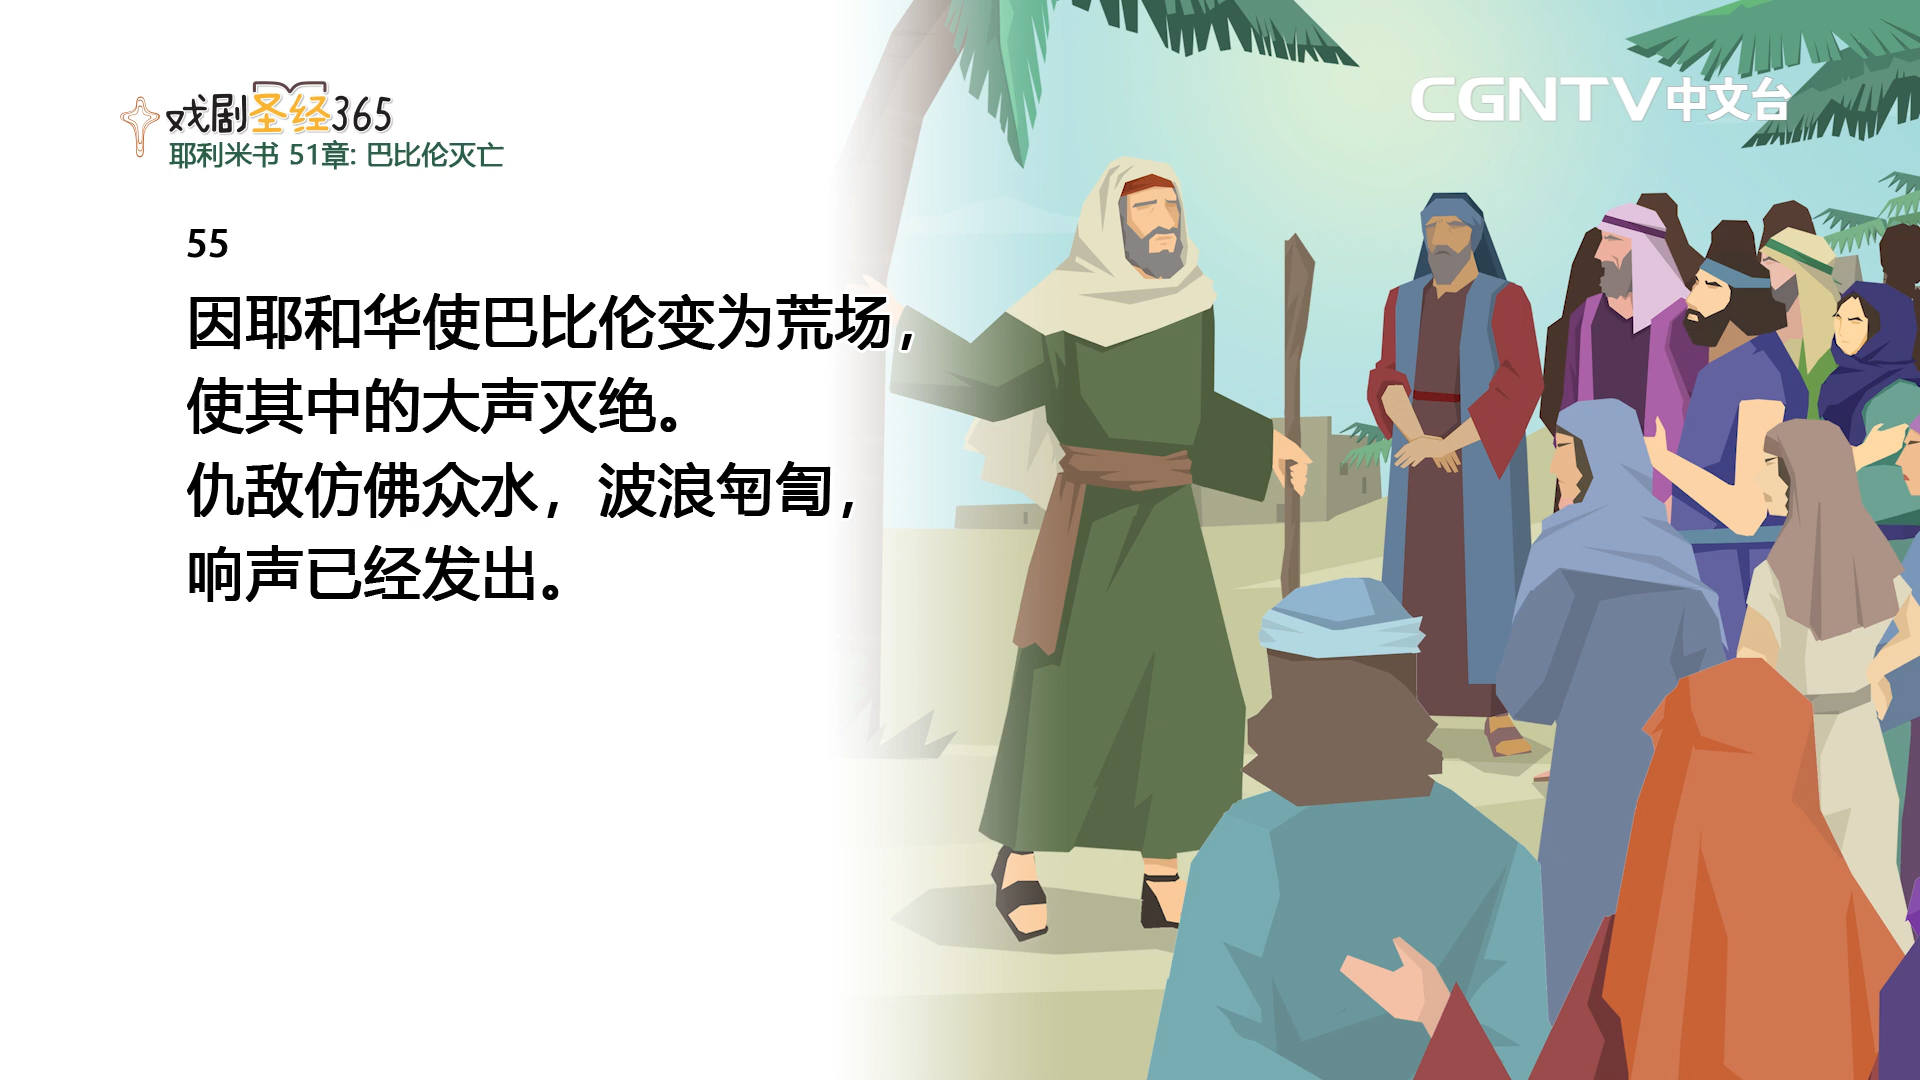 戏剧圣经365
CGNTV中文台
耶利米书 51章: 巴比伦灭亡
55
因耶和华使巴比伦变为荒场，
使其中的大声灭绝。
仇敌仿佛众水，波浪匉訇，
响声已经发出。